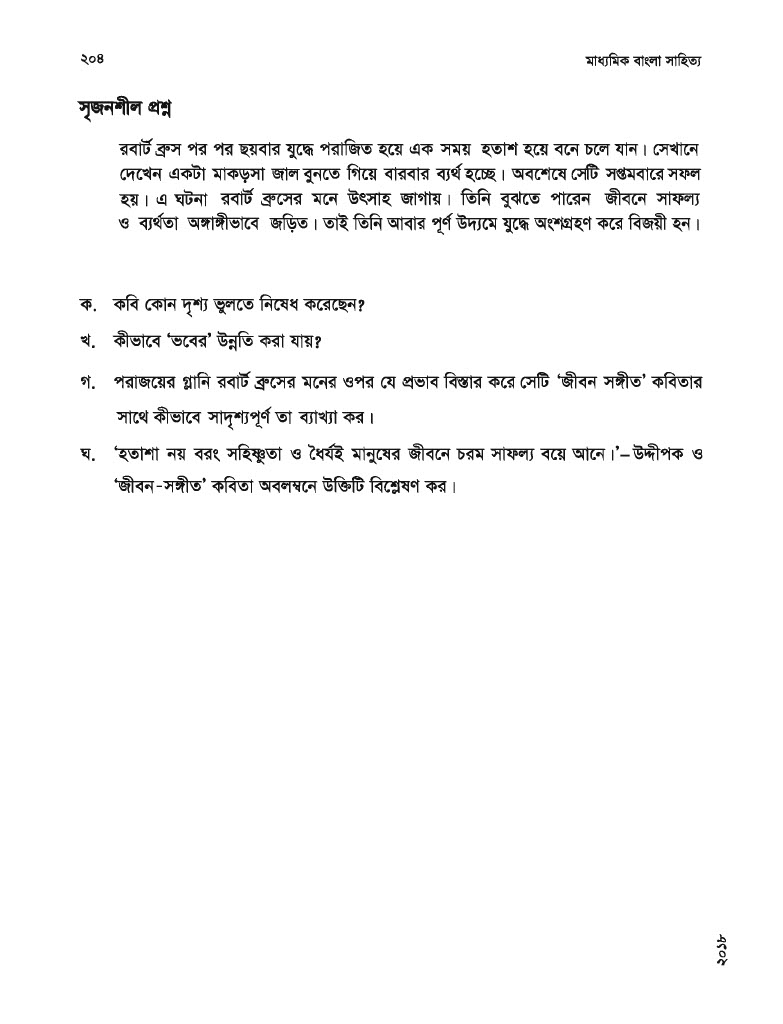 ২০৪
মাধ্যমিক বাংলা সাহিত্য
সৃজনশীল প্রশ্ন
রবার্ট ব্রুস পর পর ছয়বার যুদ্ধে পরাজিত হয়ে এক সময় হতাশ হয়ে বনে চলে যান। সেখানে
দেখেন একটা মাকড়সা জাল বুনতে গিয়ে বারবার ব্যর্থ হচ্ছে। অবশেষে সেটি সপ্তমবারে সফল
হয়। এ ঘটনা রবার্ট ব্রুসের মনে উৎসাহ জাগায়। তিনি বুঝতে পারেন জীবনে সাফল্য
ও ব্যর্থতা অঙ্গাঙ্গীভাবে জড়িত। তাই তিনি আবার পূর্ণ উদ্যমে যুদ্ধে অংশগ্রহণ করে বিজয়ী হন।
ক. কবি কোন দৃশ্য ভুলতে নিষেধ করেছেন?
খ. কীভাবে ‘ভবের’ উন্নতি করা যায়?
গ. পরাজয়ের গ্লানি রবার্ট ব্রুসের মনের ওপর যে প্রভাব বিস্তার করে সেটি ‘জীবন সঙ্গীত’ কবিতার
সাথে কীভাবে সাদৃশ্যপূর্ণ তা ব্যাখ্যা কর।
ঘ. ‘হতাশা নয় বরং সহিষ্ণুতা ও ধৈর্যই মানুষের জীবনে চরম সাফল্য বয়ে আনে।’–উদ্দীপক ও
‘জীবন-সঙ্গীত’ কবিতা অবলম্বনে উক্তিটি বিশ্লেষণ কর।
২০১৮